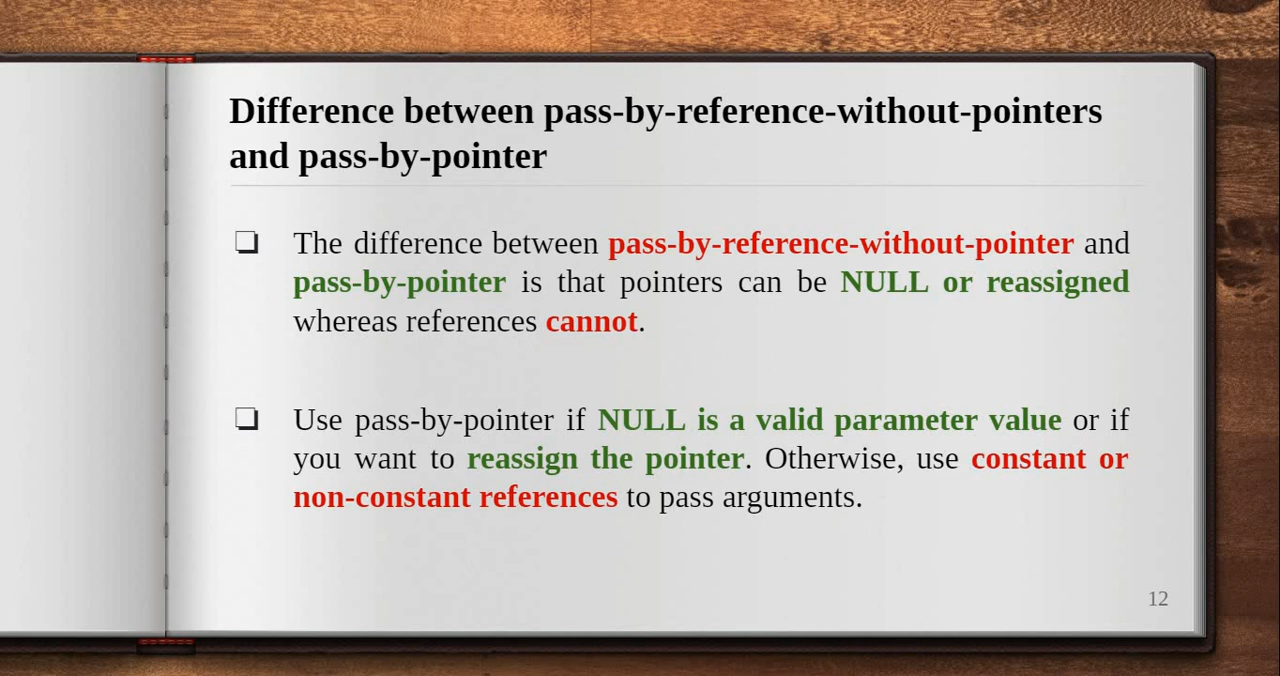 Difference between pass-by-reference-without-pointers
and pass-by-pointer
❑ The difference between pass-by-reference-without-pointer and
pass-by-pointer is that pointers can be NULL or reassigned
whereas references cannot.
❑ Use pass-by-pointer if NULL is a valid parameter value or if
you want to reassign the pointer. Otherwise, use constant or
non-constant references to pass arguments.
12